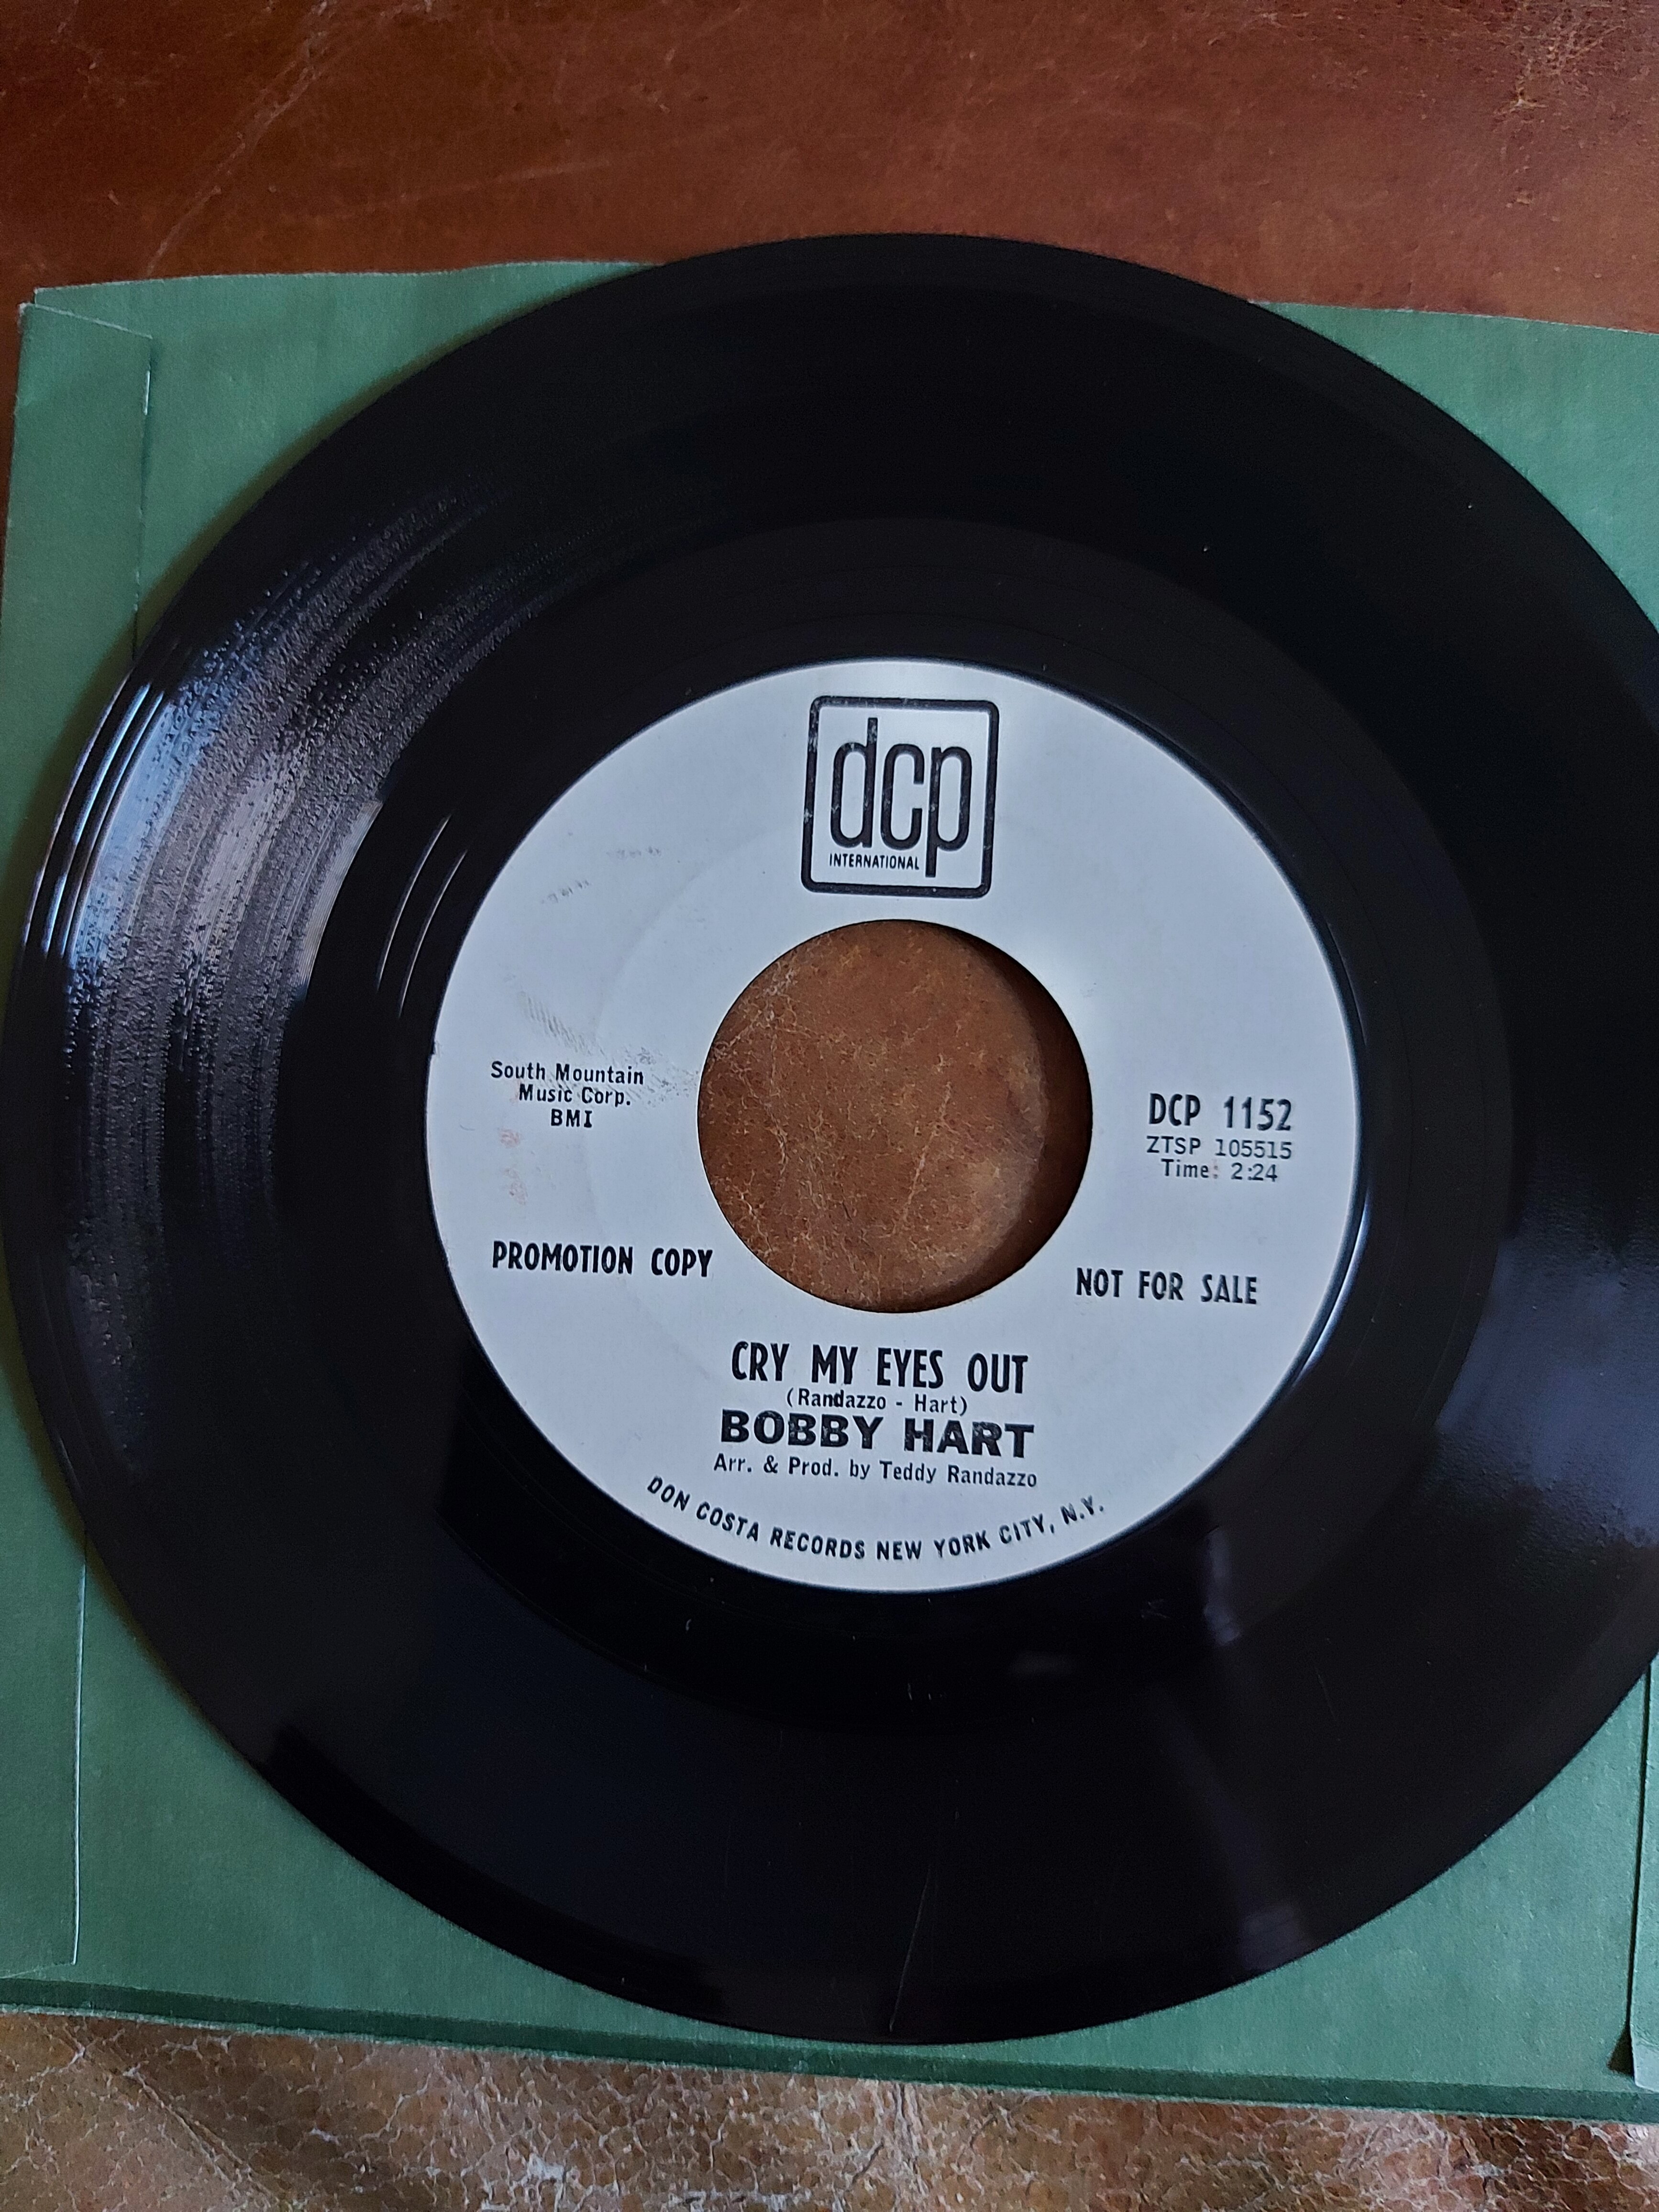 dcp
INTERNATIONAL
South Mountain
Music Corp.
BMI
DCP 1152
ZTSP 105515
Time: 2:24
PROMOTION COPY
NOT FOR SALE
CRY MY EYES OUT
(Randazzo - Hart)
BOBBY HART
Arr. & Prod. by Teddy Randazzo
DON COSTA RECORDS NEW YORK CITY, N.Y.